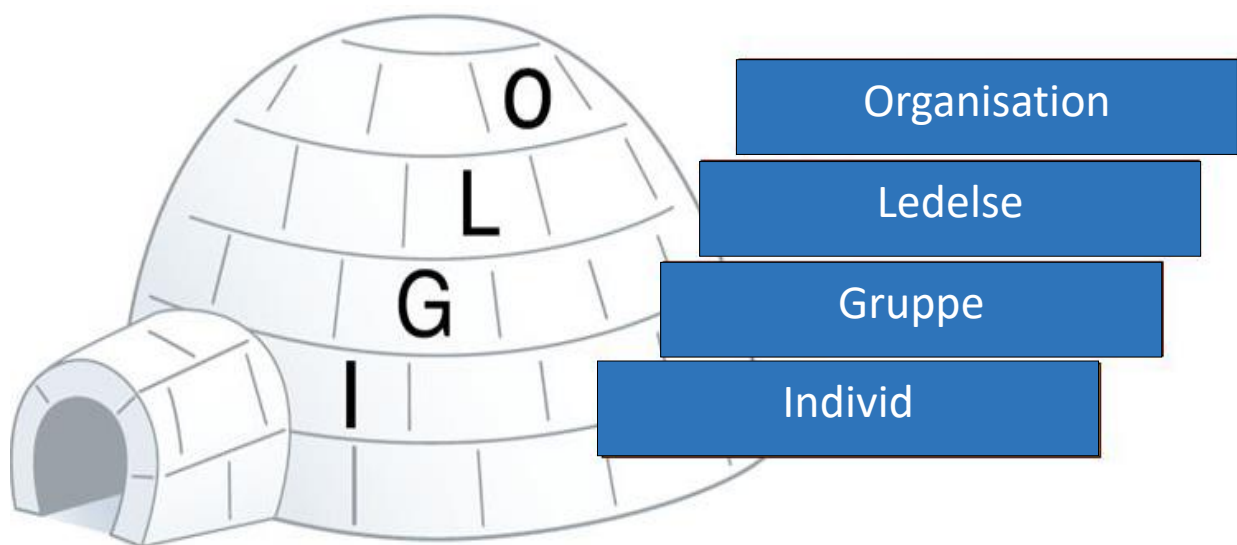 O
Organisation
L
Ledelse
G
Gruppe
I
Individ